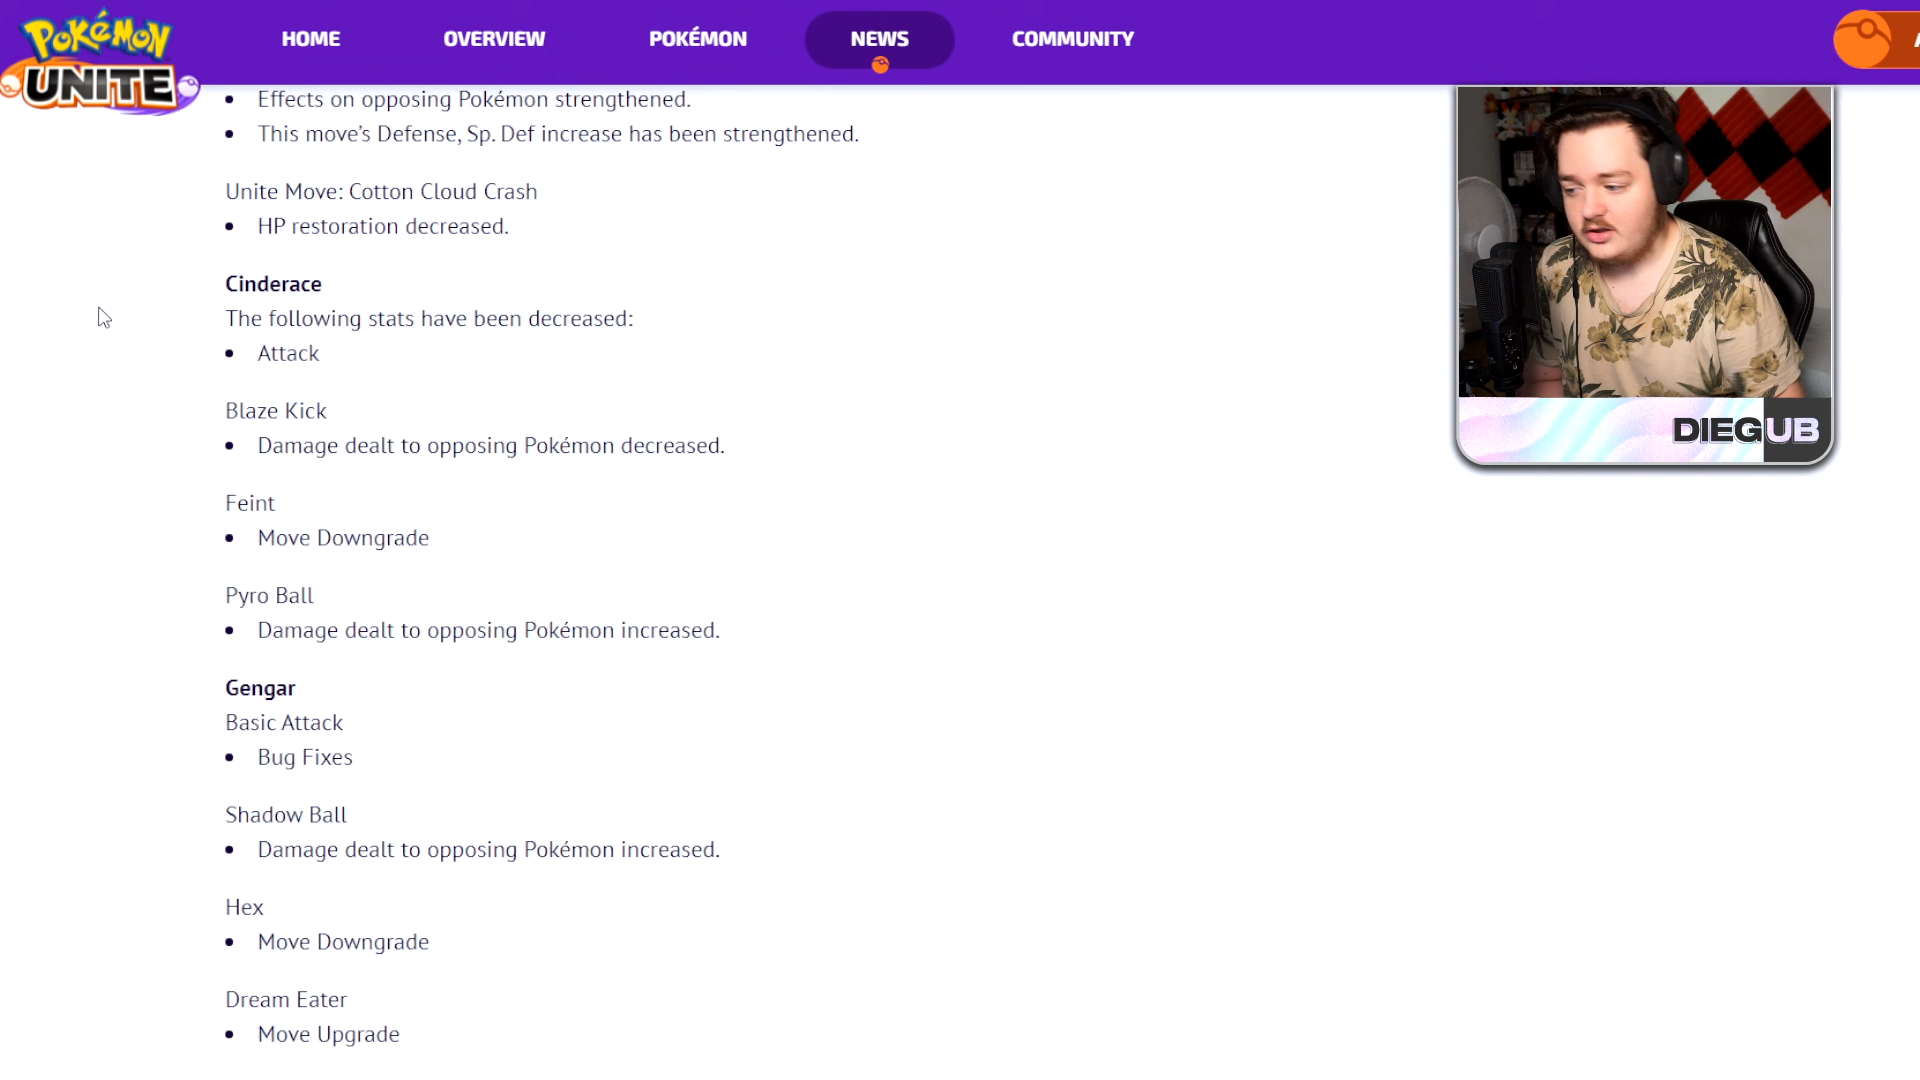 Pokémon
UNITE
HOME
OVERVIEW
POKÉMON
NEWS
COMMUNITY
• Effects on opposing Pokémon strengthened.
• This move's Defense, Sp. Def increase has been strengthened.
Unite Move: Cotton Cloud Crash
• HP restoration decreased.
Cinderace
The following stats have been decreased:
• Attack
Blaze Kick
• Damage dealt to opposing Pokémon decreased.
Feint
• Move Downgrade
Pyro Ball
• Damage dealt to opposing Pokémon increased.
Gengar
Basic Attack
• Bug Fixes
Shadow Ball
• Damage dealt to opposing Pokémon increased.
Hex
• Move Downgrade
Dream Eater
• Move Upgrade
DIEGUB